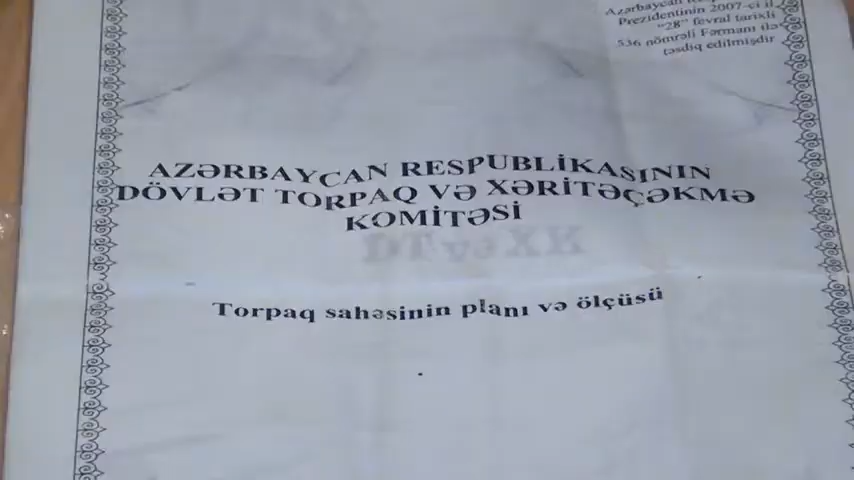 Azərbaycan
Prezidentinin 2007-ci il
"28" fevral tarixli
536 nömrəli Fərmanı ilə
təsdiq edilmişdir
AZƏRBAYCAN RESPUBLİKASININ
DÖVLƏT TORPAQ VƏ XƏRİTƏÇƏKMƏ
KOMİTƏSİ
Torpaq sahəsinin planı və ölçüsü